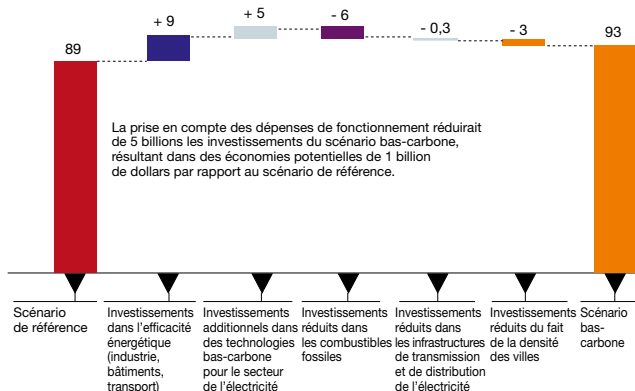 89
+ 9
+ 5
- 6
- 0,3
- 3
93
La prise en compte des dépenses de fonctionnement réduirait
de 5 billions les investissements du scénario bas-carbone,
résultant dans des économies potentielles de 1 billion
de dollars par rapport au scénario de référence.
Scénario
de référence
Investissements
dans l'efficacité
énergétique
(industrie,
bâtiments,
transport)
Investissements
additionnels dans
des technologies
bas-carbone
pour le secteur
de l'électricité
Investissements
réduits dans
les combustibles
fossiles
Investissements
réduits dans
les infrastructures
de transmission
et de distribution
de l'électricité
Investissements
réduits du fait
de la densité
des villes
Scénario
bas-
carbone